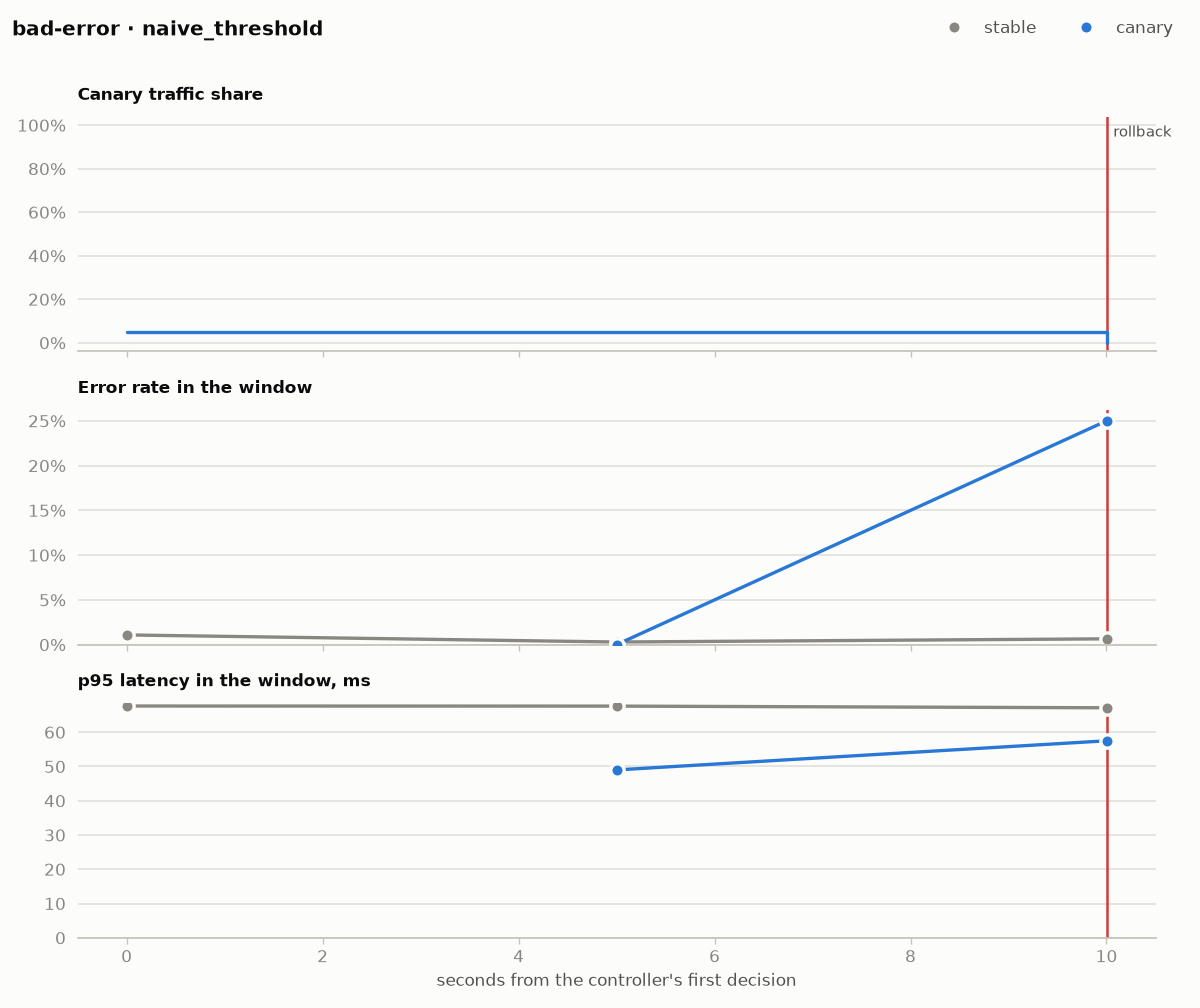 bad-error · naive_threshold
stable canary
Canary traffic share
100%
rollback
80%
60%
40%
20%
0%
Error rate in the window
25%
20%
15%
10%
5%
0%
p95 latency in the window, ms
60
50
40
30
20
10
0
0 2 4 6 8 10
seconds from the controller's first decision